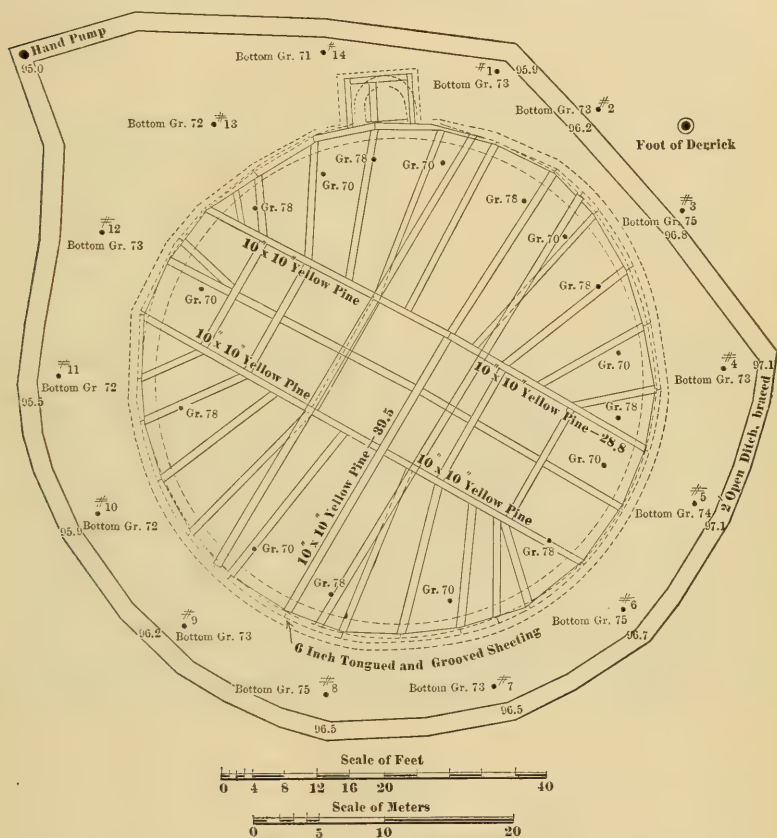 Hand Pump
95.0
Bottom Gr. 71
#14
#1
Bottom Gr. 73
95.9
Bottom Gr. 73
#2
96.2
Foot of Derrick
Bottom Gr. 72
#13
Gr. 78
Gr. 70
Gr. 70
Gr. 78
Gr. 78
Gr. 70
#3
Bottom Gr. 75
96.8
#12
Bottom Gr. 73
10" x 10" Yellow Pine
Gr. 70
Gr. 78
#11
Bottom Gr 72
95.5
10" x 10" Yellow Pine
10" x 10" Yellow Pine – 28.8
Gr. 70
#4
Bottom Gr. 73
97.1
Gr. 78
Gr. 78
10" x 10" Yellow Pine – 39.5
10" x 10" Yellow Pine
Gr. 70
2' Open Ditch, braced
#10
Bottom Gr. 72
95.9
#5
Bottom Gr. 74
97.1
Gr. 70
Gr. 78
Gr. 78
Gr. 70
#9
Bottom Gr. 73
96.2
#6
Bottom Gr. 75
96.7
6 Inch Tongued and Grooved Sheeting
Bottom Gr. 75
#8
Bottom Gr. 73
#7
96.5
96.5
Scale of Feet
0 4 8 12 16 20 40
Scale of Meters
0 5 10 20